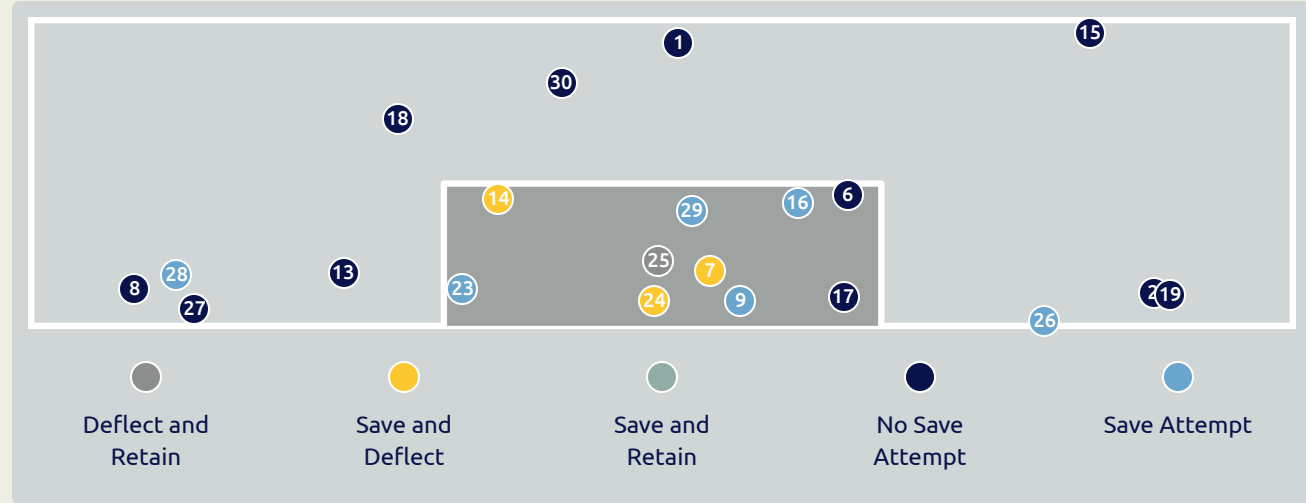 1
15
30
18
14
29
16
6
25
7
28
13
8
23
24
9
17
27
2
19
26
Deflect and
Retain
Save and
Deflect
Save and
Retain
No Save
Attempt
Save Attempt